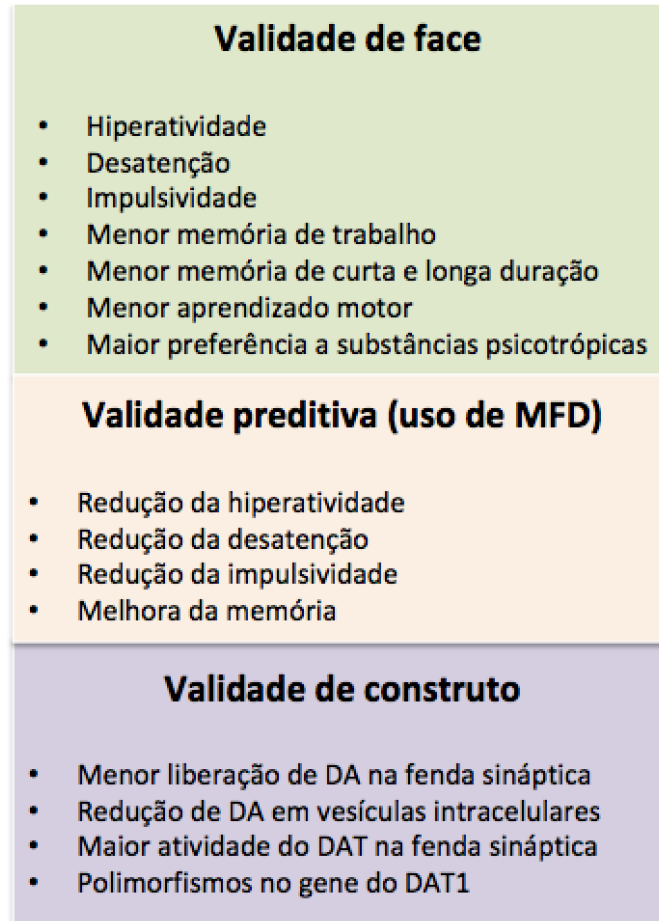 Validade de face
• Hiperatividade
• Desatenção
• Impulsividade
• Menor memória de trabalho
• Menor memória de curta e longa duração
• Menor aprendizado motor
• Maior preferência a substâncias psicotrópicas
Validade preditiva (uso de MFD)
• Redução da hiperatividade
• Redução da desatenção
• Redução da impulsividade
• Melhora da memória
Validade de construto
• Menor liberação de DA na fenda sináptica
• Redução de DA em vesículas intracelulares
• Maior atividade do DAT na fenda sináptica
• Polimorfismos no gene do DAT1